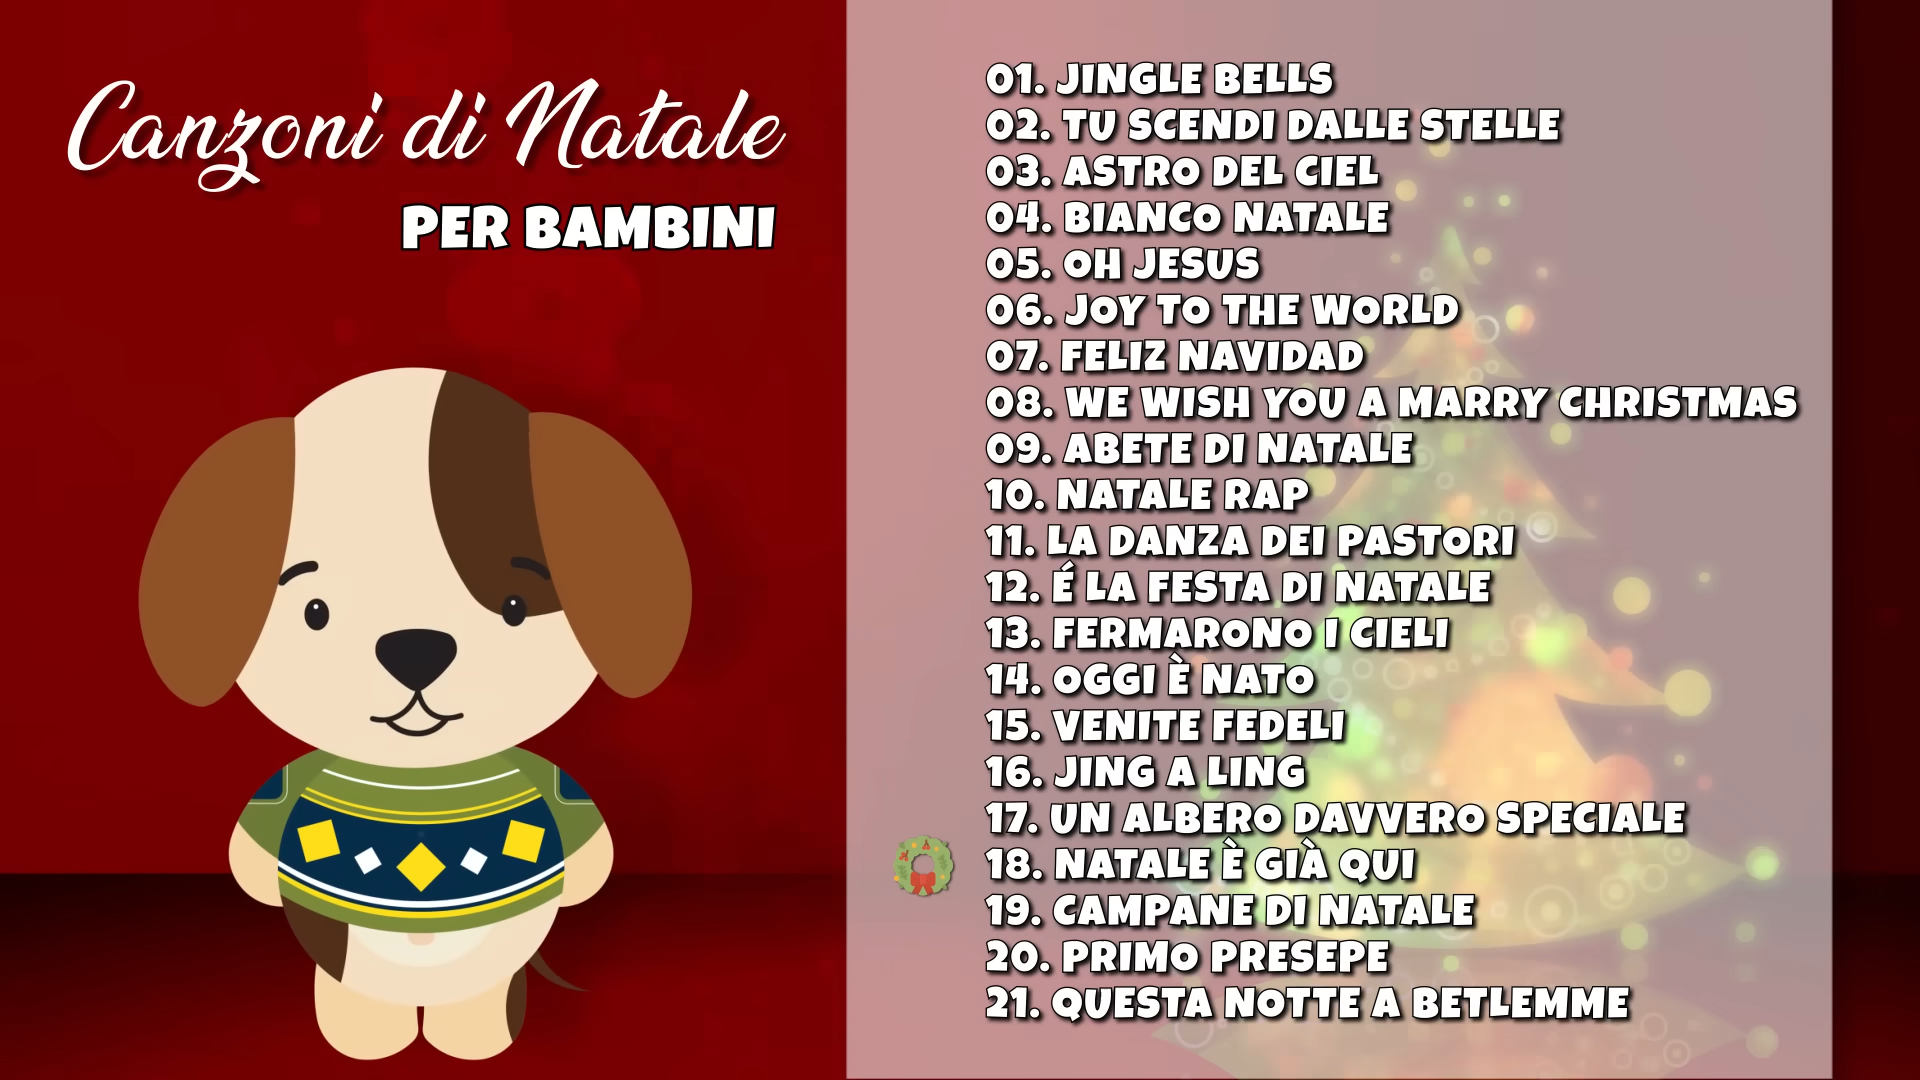 Canzoni di Natale
PER BAMBINI
01. JINGLE BELLS
02. TU SCENDI DALLE STELLE
03. ASTRO DEL CIEL
04. BIANCO NATALE
05. OH JESUS
06. JOY TO THE WORLD
07. FELIZ NAVIDAD
08. WE WISH YOU A MARRY CHRISTMAS
09. ABETE DI NATALE
10. NATALE RAP
11. LA DANZA DEI PASTORI
12. É LA FESTA DI NATALE
13. FERMARONO I CIELI
14. OGGI È NATO
15. VENITE FEDELI
16. JING A LING
17. UN ALBERO DAVVERO SPECIALE
18. NATALE È GIÀ QUI
19. CAMPANE DI NATALE
20. PRIMO PRESEPE
21. QUESTA NOTTE A BETLEMME